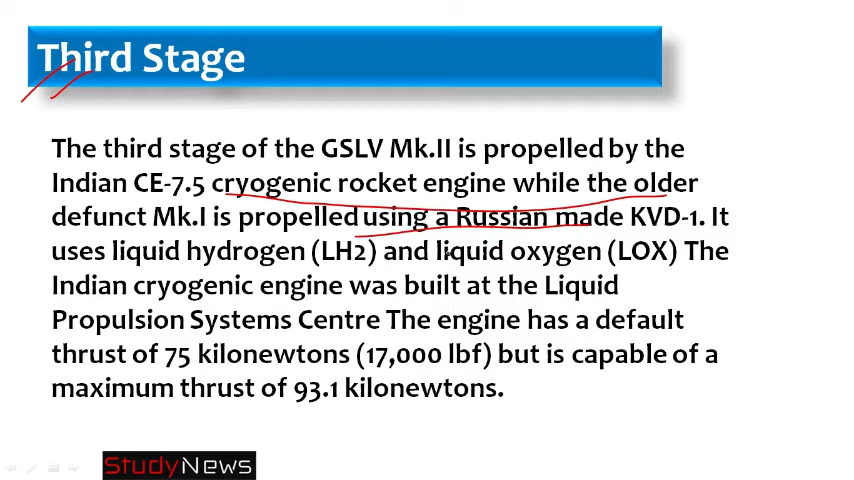 Third Stage
The third stage of the GSLV Mk.II is propelled by the
Indian CE-7.5 cryogenic rocket engine while the older
defunct Mk.I is propelled using a Russian made KVD-1. It
uses liquid hydrogen (LH2) and liquid oxygen (LOX) The
Indian cryogenic engine was built at the Liquid
Propulsion Systems Centre The engine has a default
thrust of 75 kilonewtons (17,000 lbf) but is capable of a
maximum thrust of 93.1 kilonewtons.
StudyNews